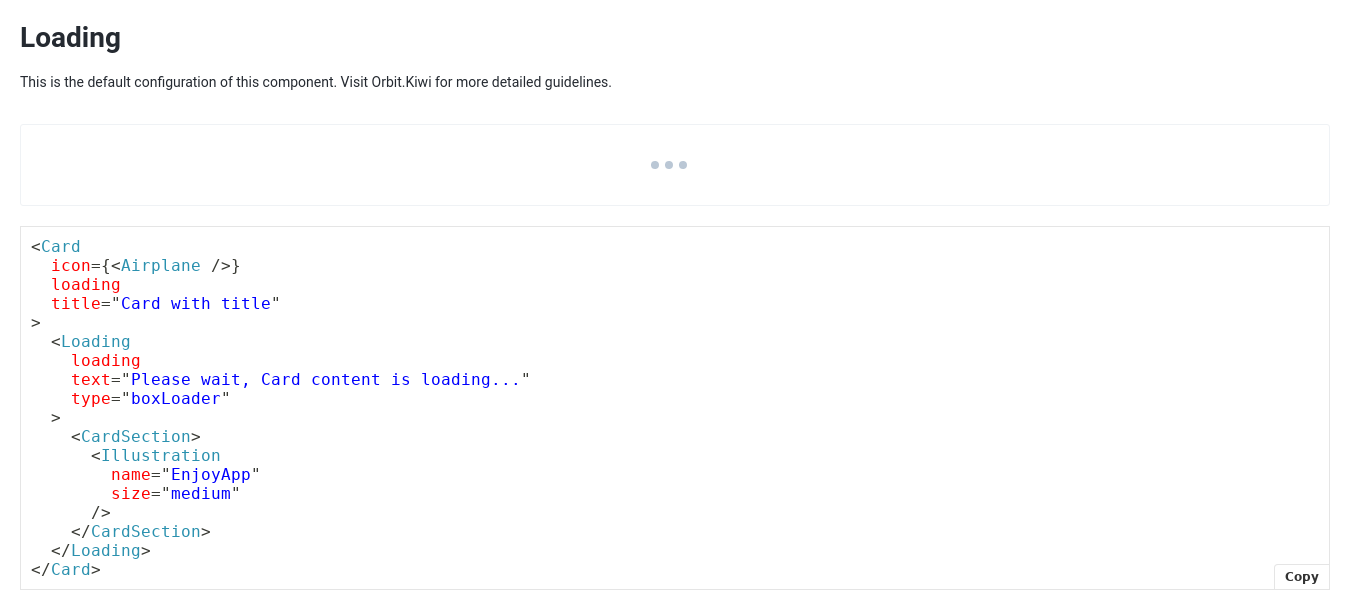 Loading
This is the default configuration of this component. Visit Orbit.Kiwi for more detailed guidelines.
<Card
  icon={<Airplane />}
  loading
  title="Card with title"
>
  <Loading
    loading
    text="Please wait, Card content is loading..."
    type="boxLoader"
  >
    <CardSection>
      <Illustration
        name="EnjoyApp"
        size="medium"
      />
    </CardSection>
  </Loading>
</Card>
Copy